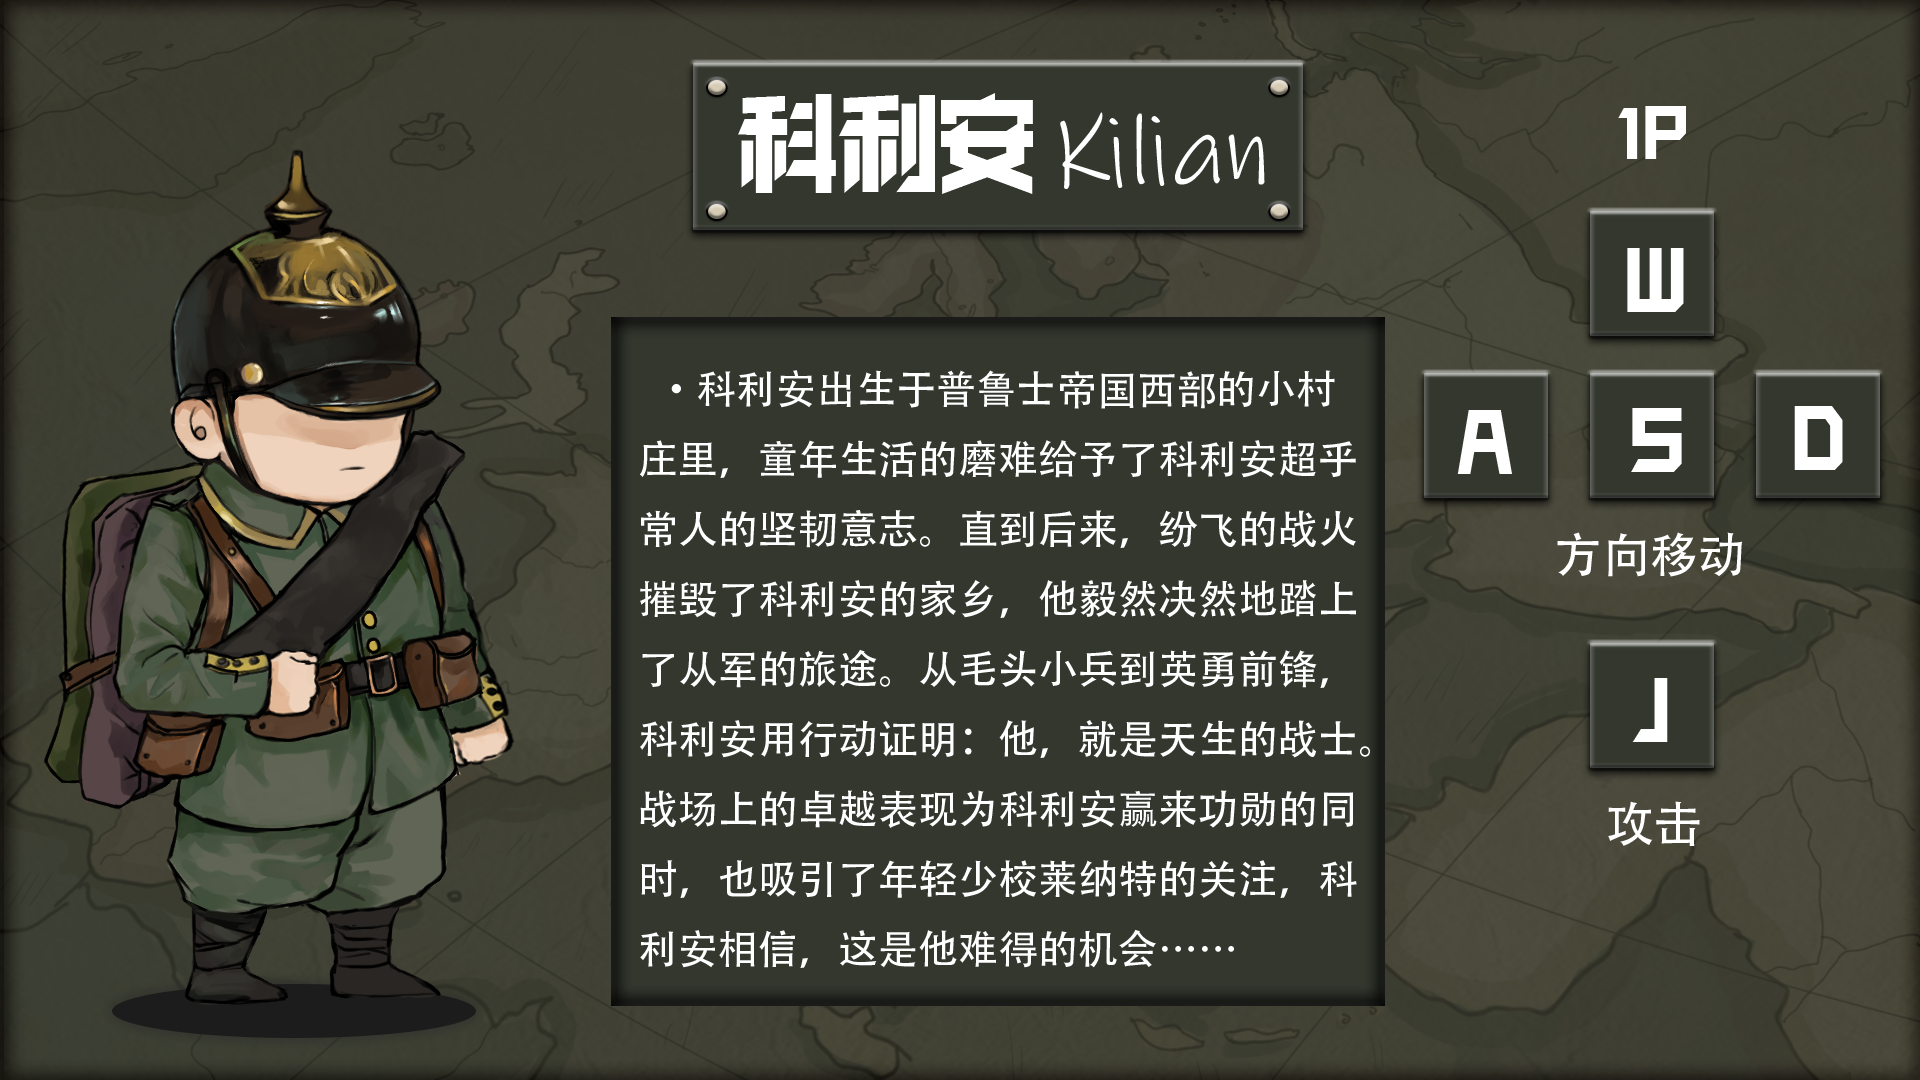 科利安 Kilian
·科利安出生于普鲁士帝国西部的小村
庄里，童年生活的磨难给予了科利安超乎
常人的坚韧意志。直到后来，纷飞的战火
摧毁了科利安的家乡，他毅然决然地踏上
了从军的旅途。从毛头小兵到英勇前锋，
科利安用行动证明：他，就是天生的战士。
战场上的卓越表现为科利安赢来功勋的同
时，也吸引了年轻少校莱纳特的关注，科
利安相信，这是他难得的机会……
1P
W
A S D
方向移动
J
攻击